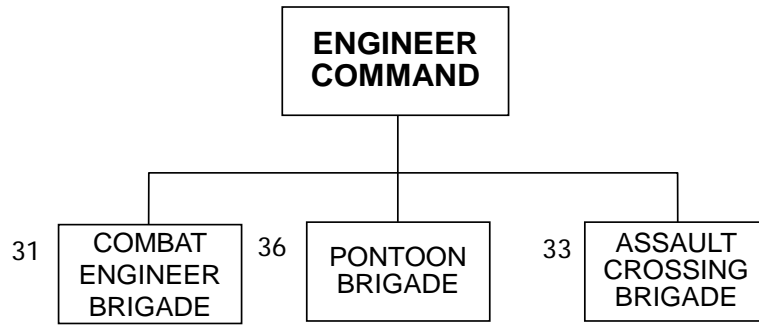 ENGINEER
COMMAND
31
COMBAT
ENGINEER
BRIGADE
36
PONTOON
BRIGADE
33
ASSAULT
CROSSING
BRIGADE